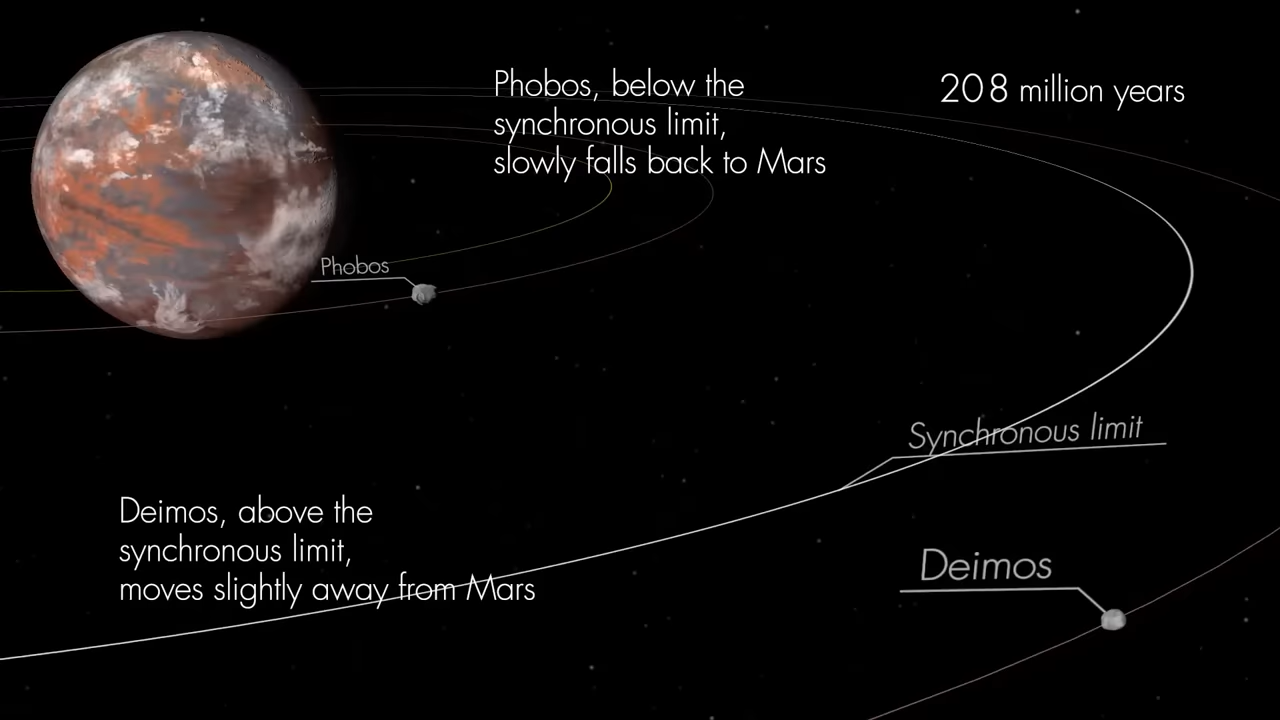 Phobos, below the
synchronous limit,
slowly falls back to Mars
208 million years
Phobos
Synchronous limit
Deimos, above the
synchronous limit,
moves slightly away from Mars
Deimos